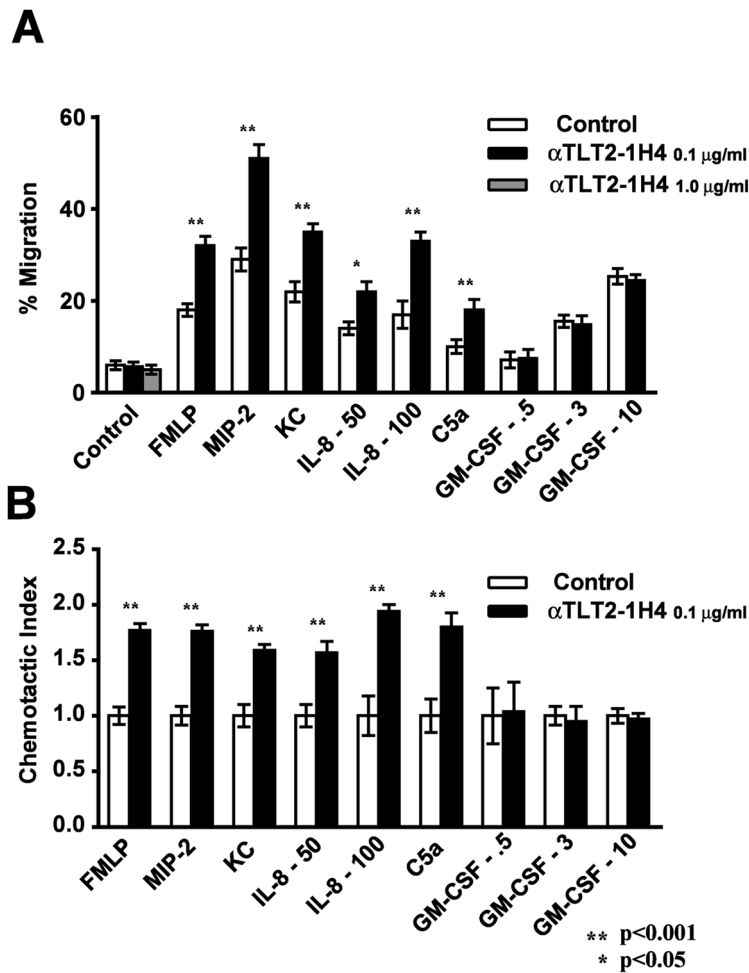 A
60
40
20
0
% Migration
Control
αTLT2-1H4 0.1 μg/ml
αTLT2-1H4 1.0 μg/ml
**
**
**
*
**
**
Control
FMLP
MIP-2
KC
IL-8 - 50
IL-8 - 100
C5a
GM-CSF - .5
GM-CSF - 3
GM-CSF - 10
B
2.5
2.0
1.5
1.0
0.5
0.0
Chemotactic Index
Control
αTLT2-1H4 0.1 μg/ml
**
**
**
**
**
**
FMLP
MIP-2
KC
IL-8 - 50
IL-8 - 100
C5a
GM-CSF - .5
GM-CSF - 3
GM-CSF - 10
** p<0.001
* p<0.05